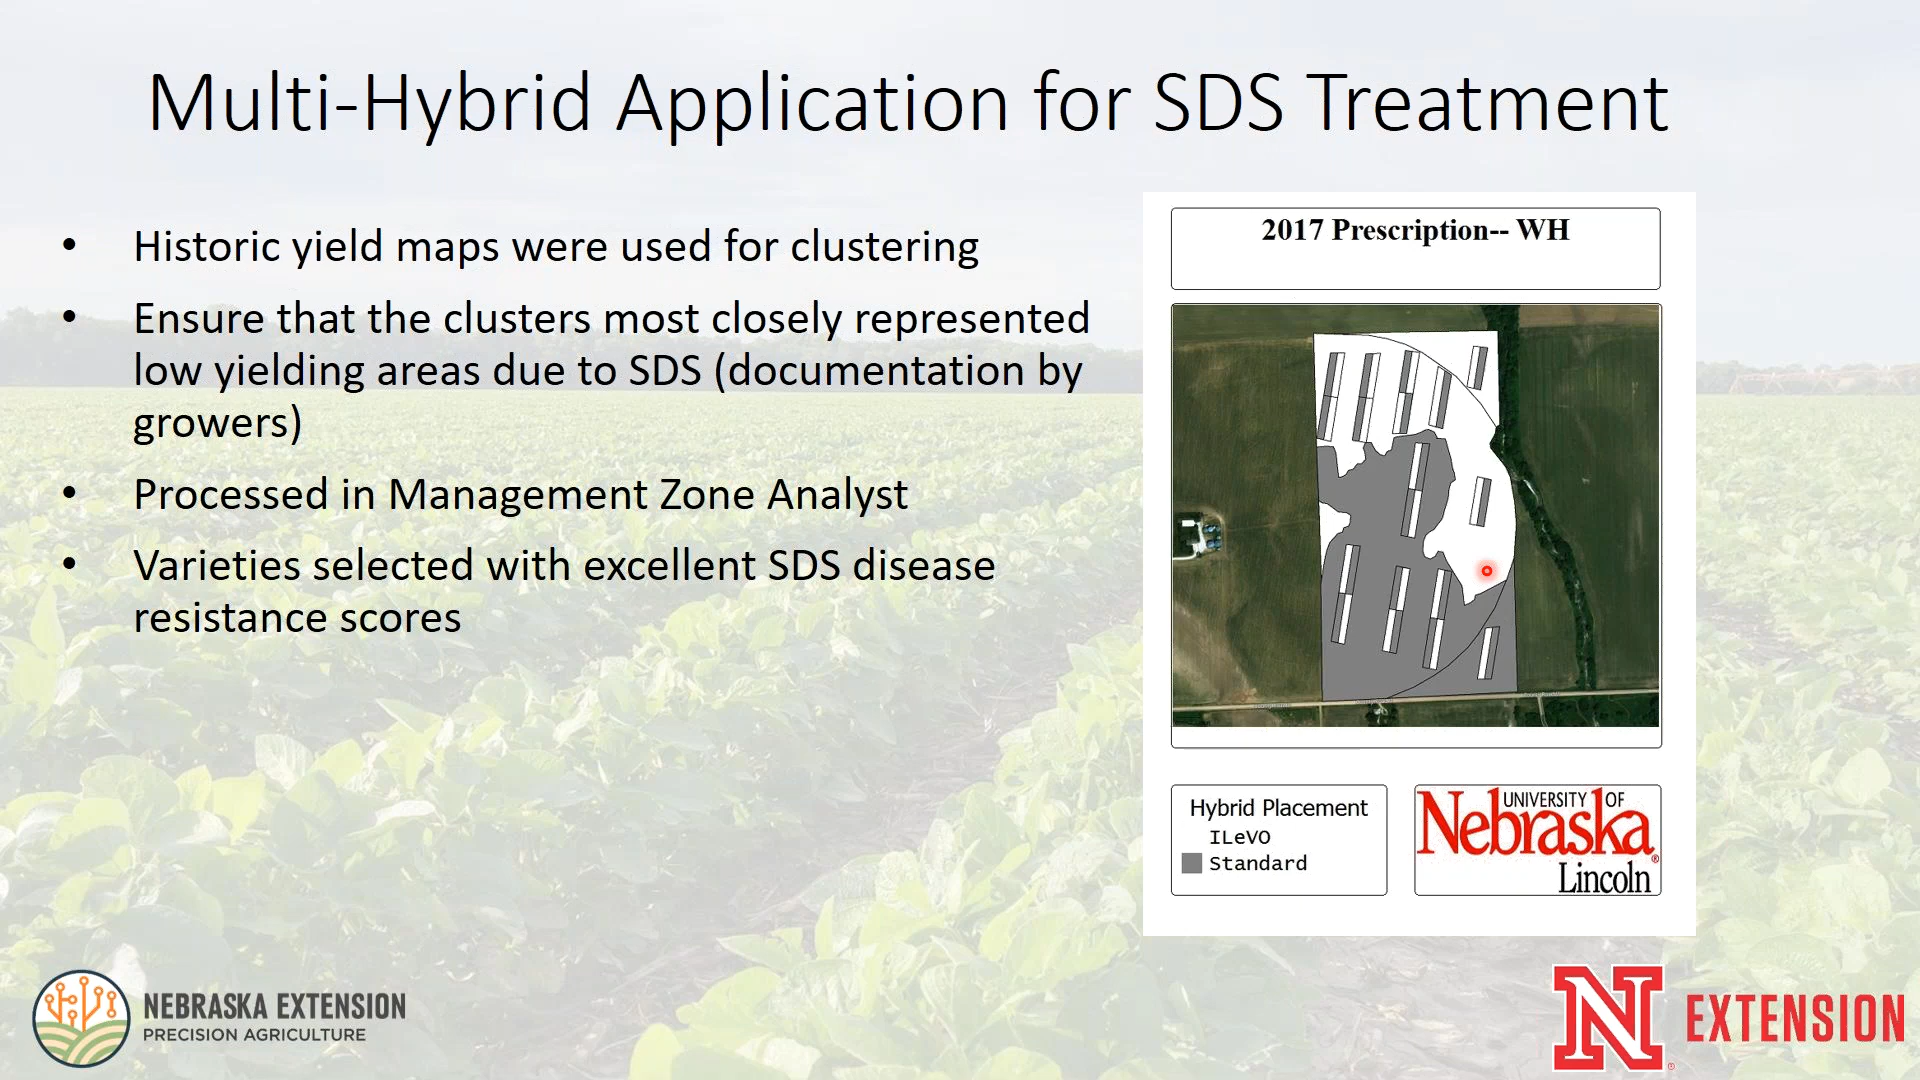 Multi-Hybrid Application for SDS Treatment
• Historic yield maps were used for clustering
• Ensure that the clusters most closely represented
low yielding areas due to SDS (documentation by
growers)
• Processed in Management Zone Analyst
• Varieties selected with excellent SDS disease
resistance scores
2017 Prescription-- WH
Hybrid Placement
ILeVO
Standard
UNIVERSITY OF
Nebraska®
Lincoln
NEBRASKA EXTENSION
PRECISION AGRICULTURE
N® EXTENSION